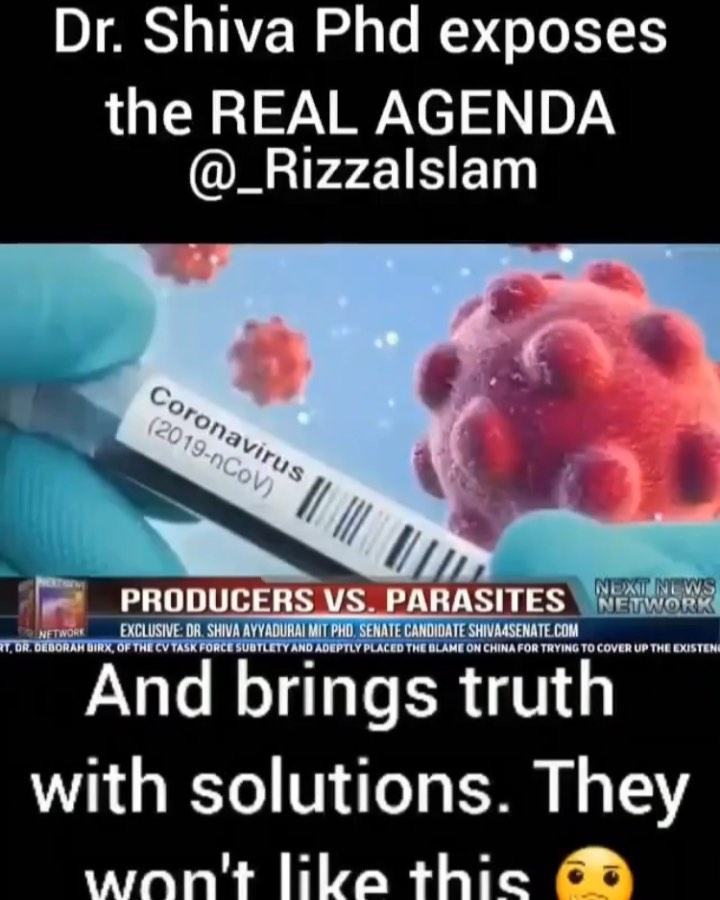 Dr. Shiva Phd exposes
the REAL AGENDA
@_RizzaIslam
Coronavirus
(2019-nCoV)
NETWORK
PRODUCERS VS. PARASITES
NEXT NEWS
NETWORK
EXCLUSIVE: DR. SHIVA AYYADURAI MIT PHD, SENATE CANDIDATE SHIVA4SENATE.COM
RT, DR. DEBORAH BIRX, OF THE CV TASK FORCE SUBTLETY AND ADEPTLY PLACED THE BLAME ON CHINA FOR TRYING TO COVER UP THE EXISTEN
And brings truth
with solutions. They
won't like this 🤨